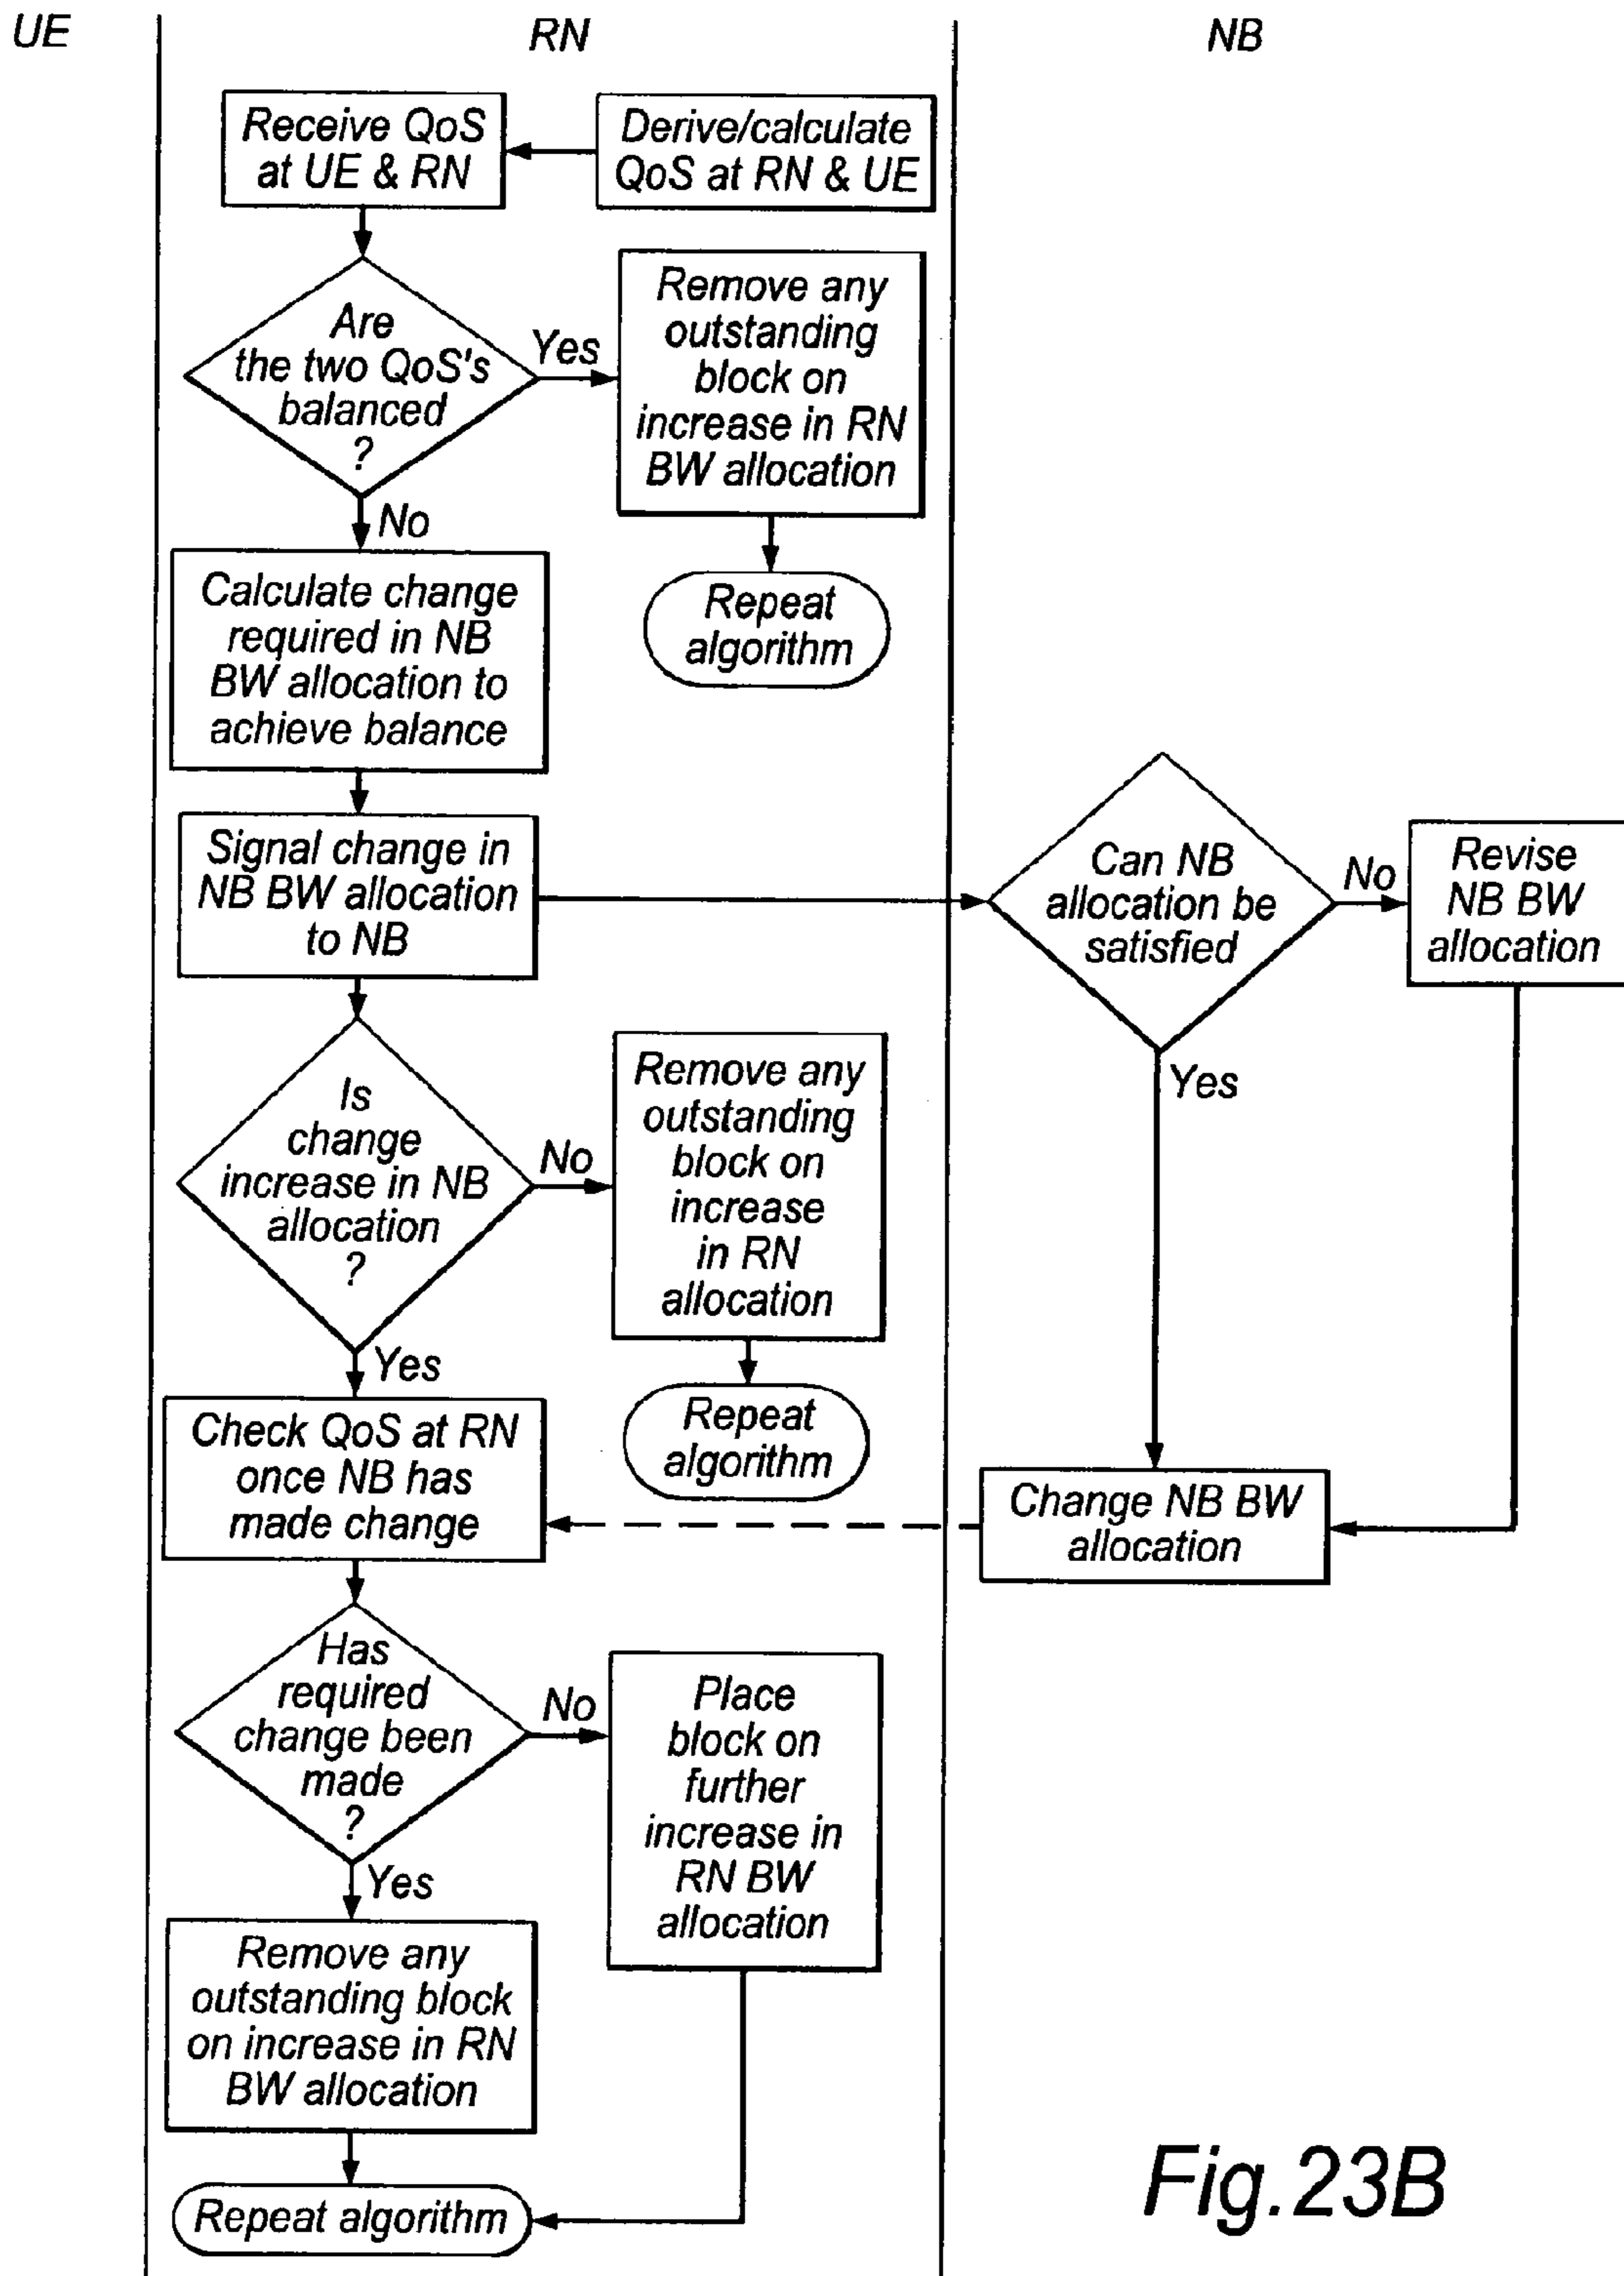 UE
RN
NB
Receive QoS
at UE & RN
Derive/calculate
QoS at RN & UE
Are
the two QoS's
balanced
?
Yes
Remove any
outstanding
block on
increase in RN
BW allocation
No
Repeat
algorithm
Calculate change
required in NB
BW allocation to
achieve balance
Signal change in
NB BW allocation
to NB
Can NB
allocation be
satisfied
No
Revise
NB BW
allocation
Yes
Is
change
increase in NB
allocation
?
No
Remove any
outstanding
block on
increase
in RN
allocation
Yes
Repeat
algorithm
Check QoS at RN
once NB has
made change
Change NB BW
allocation
Has
required
change been
made
?
No
Place
block on
further
increase in
RN BW
allocation
Yes
Remove any
outstanding block
on increase in RN
BW allocation
Repeat algorithm
Fig.23B